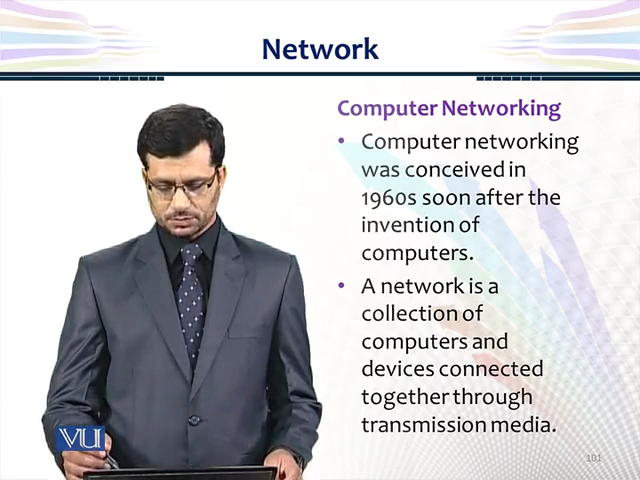 Network
Computer Networking
• Computer networking
was conceived in
1960s soon after the
invention of
computers.
• A network is a
collection of
computers and
devices connected
together through
transmission media.
VU
101